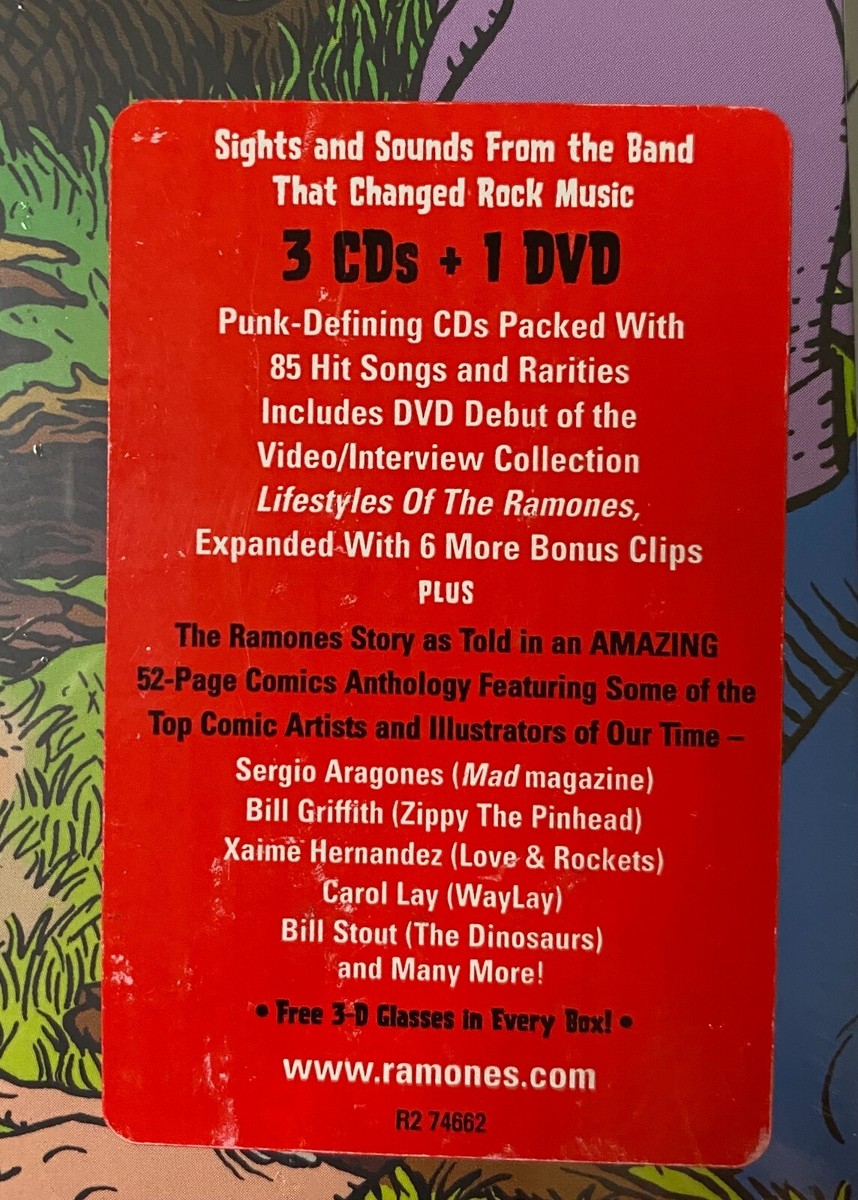 Sights and Sounds From the Band
That Changed Rock Music
3 CDs + 1 DVD
Punk-Defining CDs Packed With
85 Hit Songs and Rarities
Includes DVD Debut of the
Video/Interview Collection
Lifestyles Of The Ramones,
Expanded With 6 More Bonus Clips
PLUS
The Ramones Story as Told in an AMAZING
52-Page Comics Anthology Featuring Some of the
Top Comic Artists and Illustrators of Our Time –
Sergio Aragones (Mad magazine)
Bill Griffith (Zippy The Pinhead)
Xaime Hernandez (Love & Rockets)
Carol Lay (WayLay)
Bill Stout (The Dinosaurs)
and Many More!
• Free 3-D Glasses in Every Box! •
www.ramones.com
R2 74662